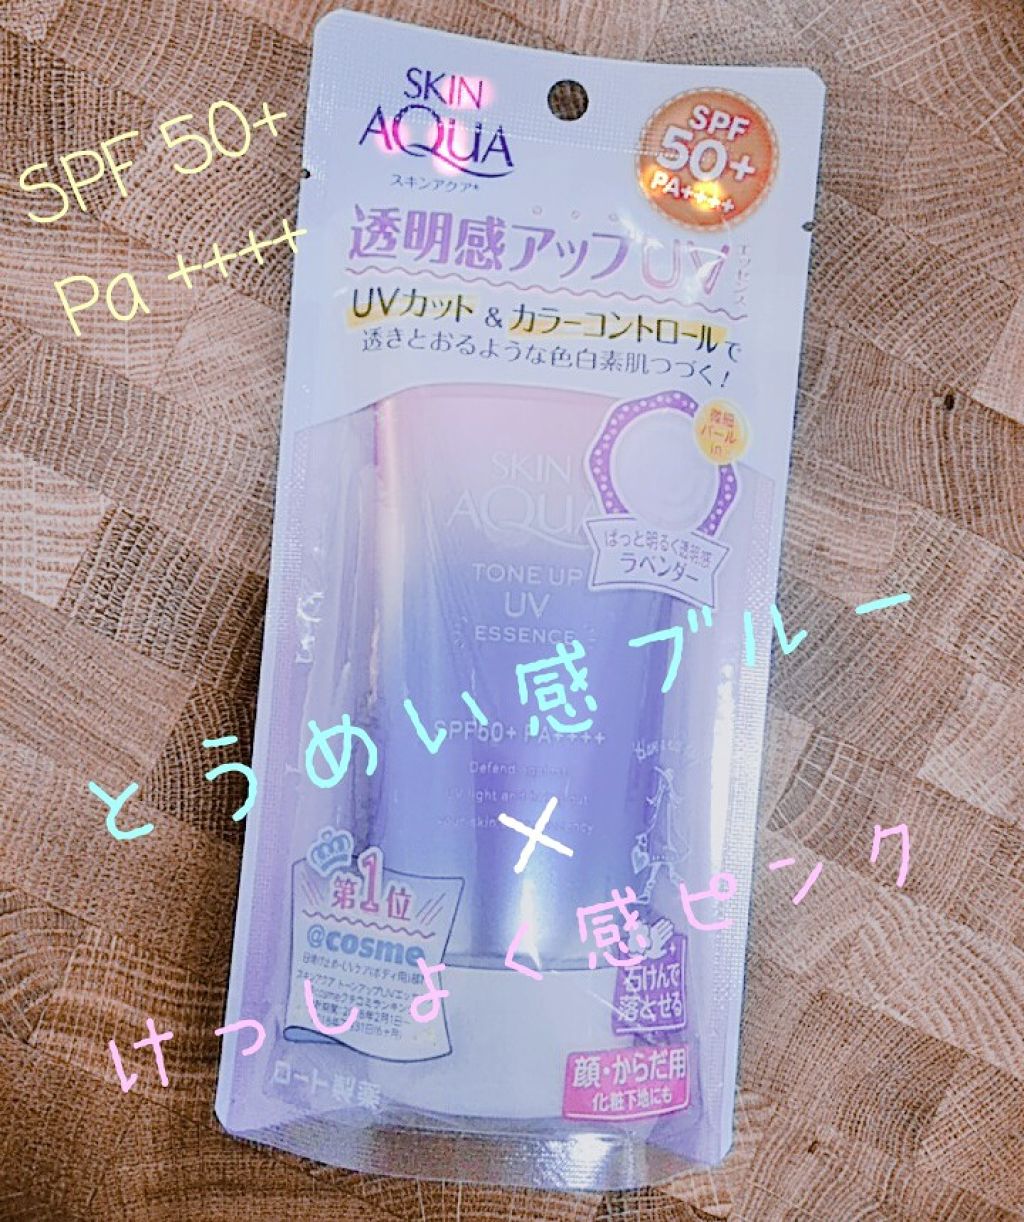 SKIN
AQUA
スキンアクア
SPF
50+
PA++++
SPF 50+
Pa ++++
透明感アップUV
エッセンス
UVカット & カラーコントロールで
透きとおるような色白素肌つづく!
微細
パール
in
SKIN
AQUA
ぱっと明るく透明感
ラベンダー
TONE UP
UV
ESSENCE
とうめい感ブルー
SPF50+ PA++++
Defend against
UV light and
×
けっしょく感ピンク
第1位
@cosme
石けんで
落とせる
顔・からだ用
化粧下地にも
ロート製薬